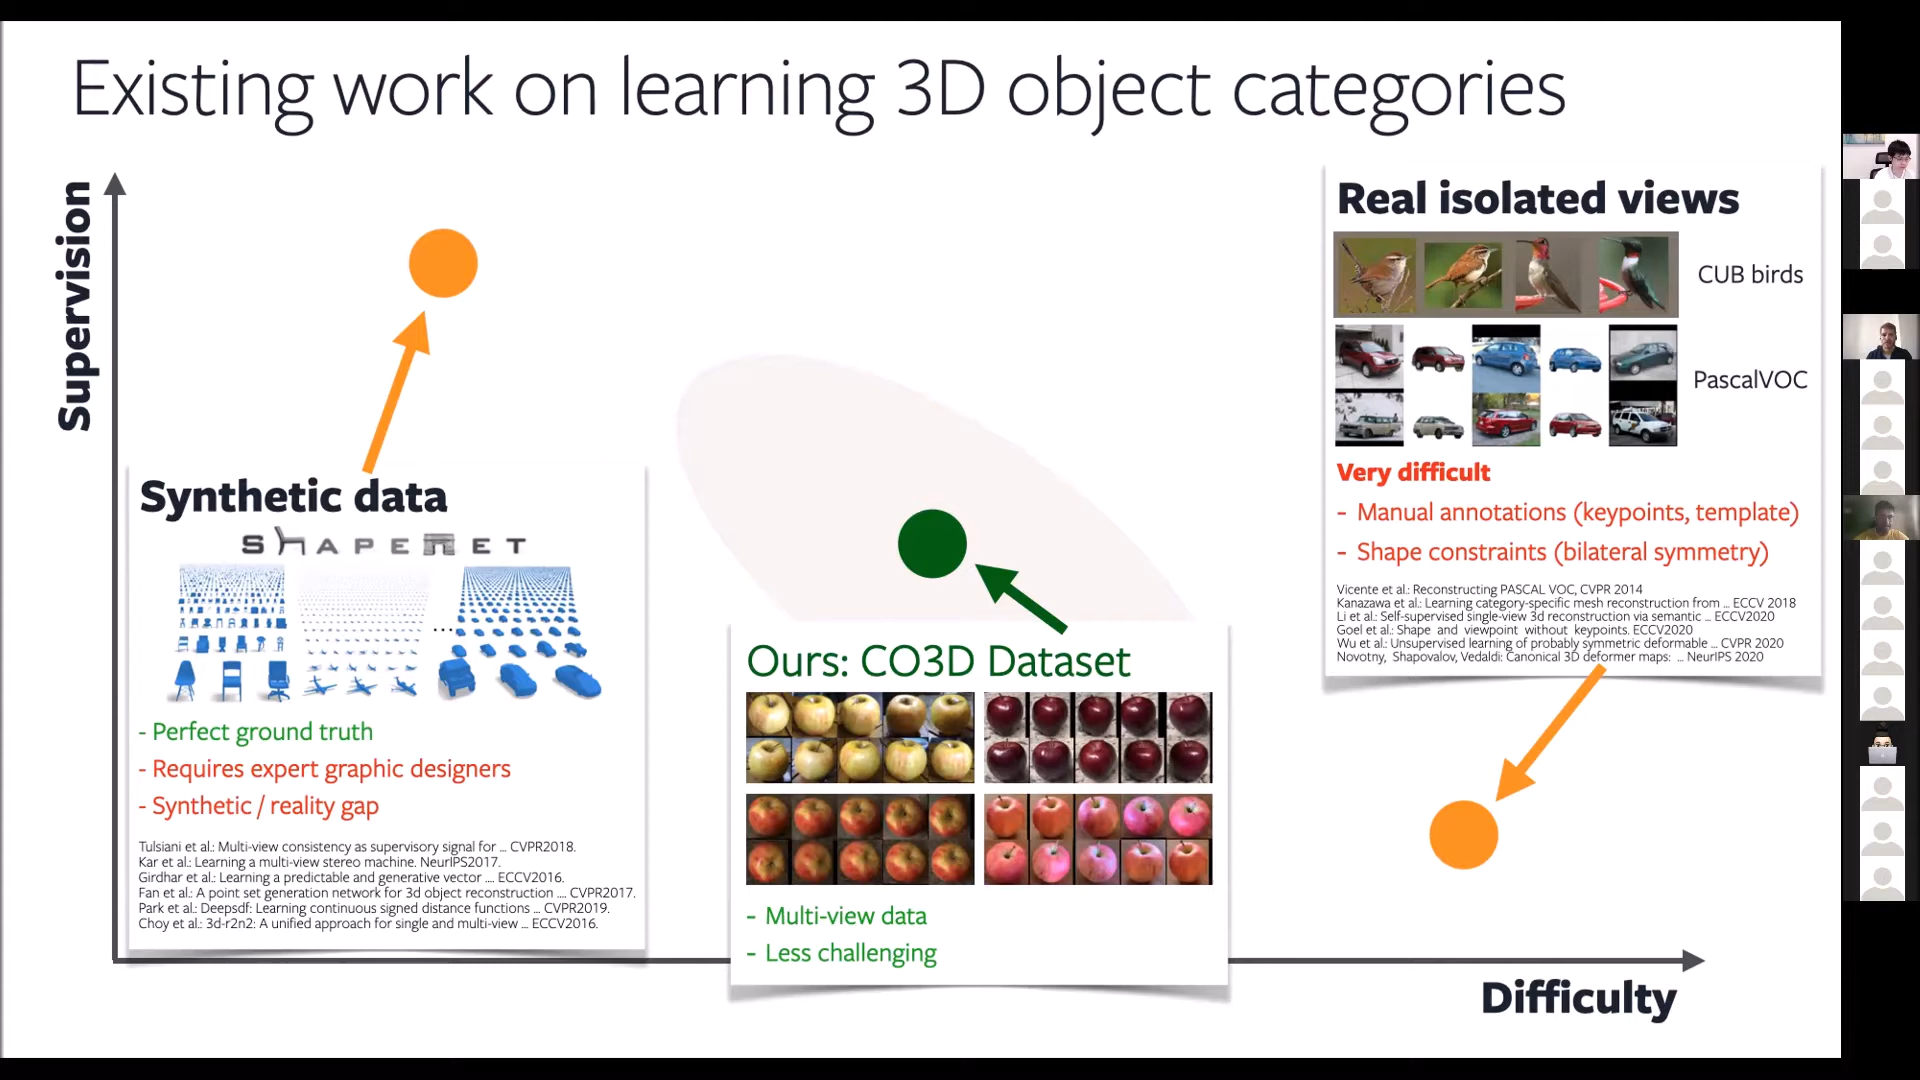 Existing work on learning 3D object categories
Supervision
Synthetic data
SHAPENET
...
- Perfect ground truth
- Requires expert graphic designers
- Synthetic / reality gap
Tulsiani et al.: Multi-view consistency as supervisory signal for ... CVPR2018.
Kar et al.: Learning a multi-view stereo machine. NeurIPS2017.
Girdhar et al.: Learning a predictable and generative vector .... ECCV2016.
Fan et al.: A point set generation network for 3d object reconstruction .... CVPR2017.
Park et al.: Deepsdf: Learning continuous signed distance functions ... CVPR2019.
Choy et al.: 3d-r2n2: A unified approach for single and multi-view ... ECCV2016.
Ours: CO3D Dataset
- Multi-view data
- Less challenging
Real isolated views
CUB birds
PascalVOC
Very difficult
- Manual annotations (keypoints, template)
- Shape constraints (bilateral symmetry)
Vicente et al.: Reconstructing PASCAL VOC, CVPR 2014
Kanazawa et al.: Learning category-specific mesh reconstruction from ... ECCV 2018
Li et al.: Self-supervised single-view 3d reconstruction via semantic ... ECCV2020
Goel et al.: Shape and viewpoint without keypoints. ECCV2020
Wu et al.: Unsupervised learning of probably symmetric deformable ... CVPR 2020
Novotny, Shapovalov, Vedaldi: Canonical 3D deformer maps: ... NeurIPS 2020
Difficulty